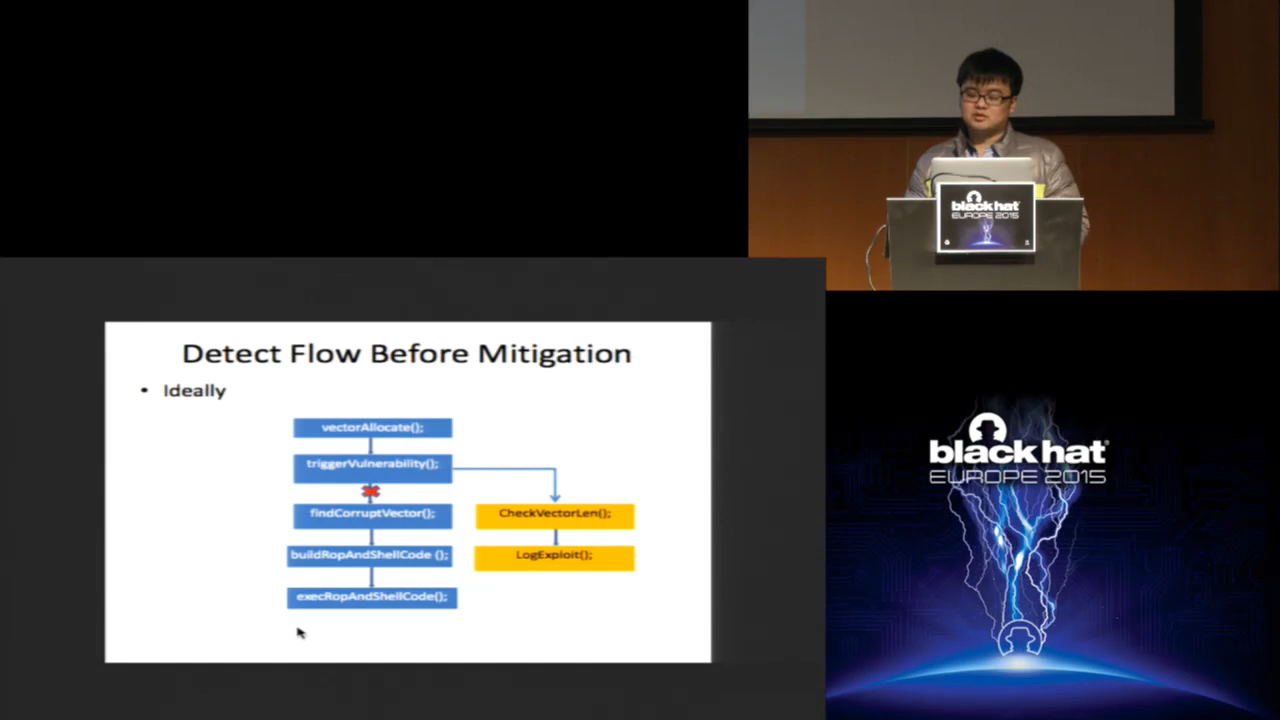 black hat
EUROPE 2015
Detect Flow Before Mitigation
• Ideally
vectorAllocate();
triggerVulnerability();
findCorruptVector();
CheckVectorLen();
buildRopAndShellCode ();
LogExploit();
execRopAndShellCode();
black hat®
EUROPE 2015